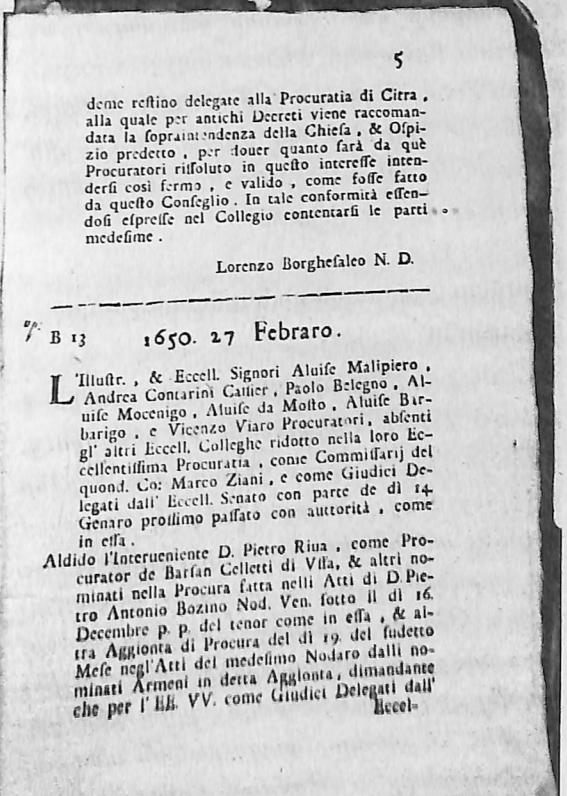 5
deme reſtino delegate alla Procuratia di Citra ,
alla quale per antichi Decreti viene raccoman-
data la ſopraintendenza della Chieſa , & Oſpi-
zio predetto , per douer quanto ſarà da què
Procuratori riſſoluto in queſto intereſſe inten-
derſi così fermo , e valido , come foſſe fatto
da queſto Conſeglio . In tale conformità eſſen-
doſi eſpreſſe nel Collegio contentarſi le parti
medeſime .
Lorenzo Borgheſaleo N. D.
B 13 1650. 27 Febraro .
L'Illuſtr. , & Eccell. Signori Aluiſe Malipiero ,
Andrea Contarini Callier , Paolo Belegno , Al-
uiſe Mocenigo , Aluiſe da Moſto , Aluiſe Bar-
barigo , e Vicenzo Viaro Procuratori , abſenti
gl' altri Eccell. Colleghe ridotto nella loro Ec-
cellentiſſima Procuratia , come Commiſſarij del
quond. Co: Marco Ziani , e come Giudici De-
legati dall' Eccell. Senato con parte de dì 14.
Genaro proſſimo paſſato con auttorità , come
in eſſa .
Aldido l'Interueniente D. Pietro Riua , come Pro-
curator de Barſan Celletti di Viſa, & altri no-
minati nella Procura fatta nelli Atti di D. Pie-
tro Antonio Bozino Nod. Ven. ſotto il dì 16.
Decembre p. p. del tenor come in eſſa , & al-
tra Aggionta di Procura del dì 19. del ſudetto
Meſe negl'Atti del medeſimo Nodaro dalli no-
minati Armeni in detta Aggionta, dimandante
che per l' EE. VV. come Giudici Delegati dall'
Eccel-